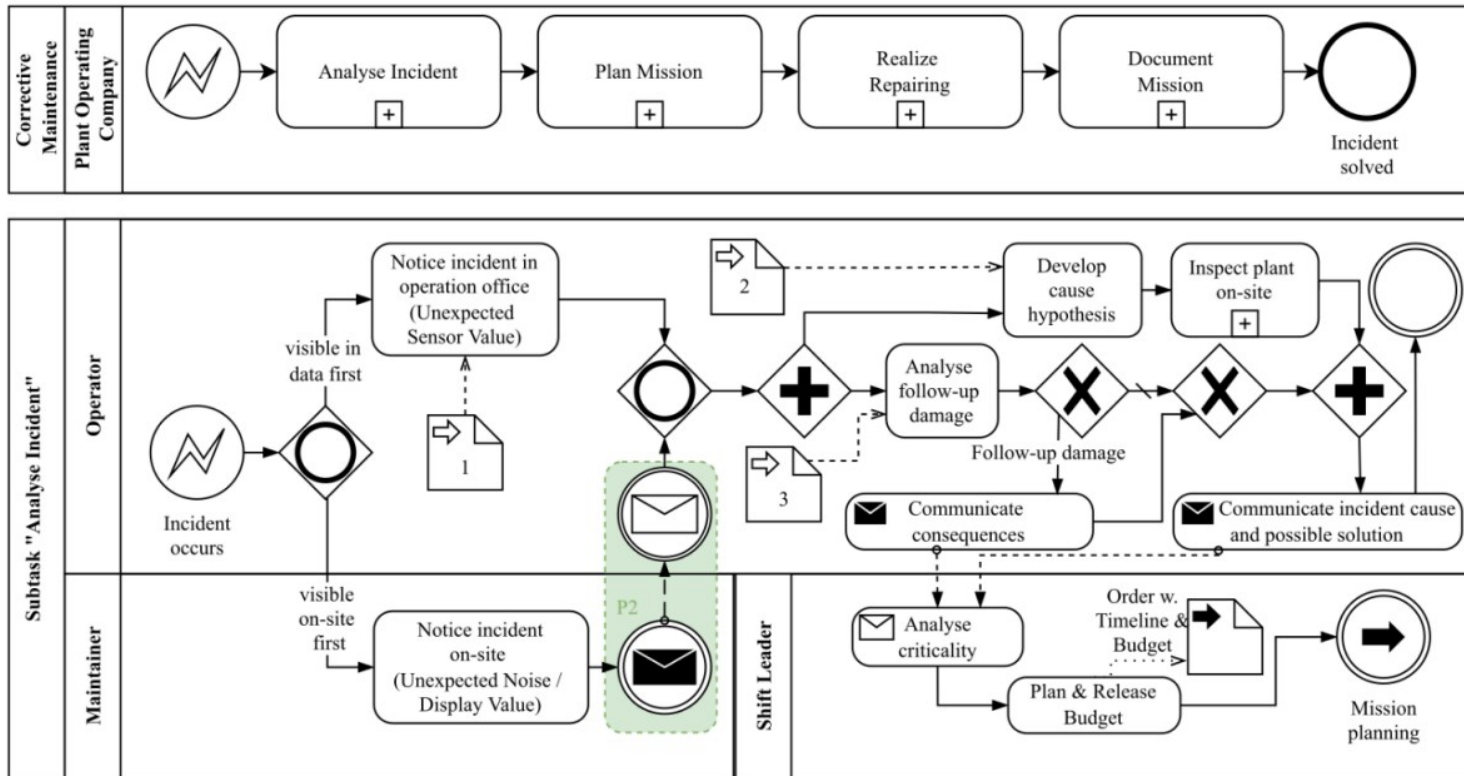 Corrective
Maintenance
Plant Operating
Company
Analyse Incident
Plan Mission
Realize
Repairing
Document
Mission
Incident
solved
Subtask "Analyse Incident"
Operator
Incident
occurs
visible in
data first
Notice incident in
operation office
(Unexpected
Sensor Value)
1
2
3
Develop
cause
hypothesis
Inspect plant
on-site
Analyse
follow-up
damage
Follow-up damage
Communicate
consequences
Communicate incident cause
and possible solution
Maintainer
visible
on-site
first
Notice incident
on-site
(Unexpected Noise /
Display Value)
P2
Shift Leader
Analyse
criticality
Order w.
Timeline &
Budget
Plan & Release
Budget
Mission
planning